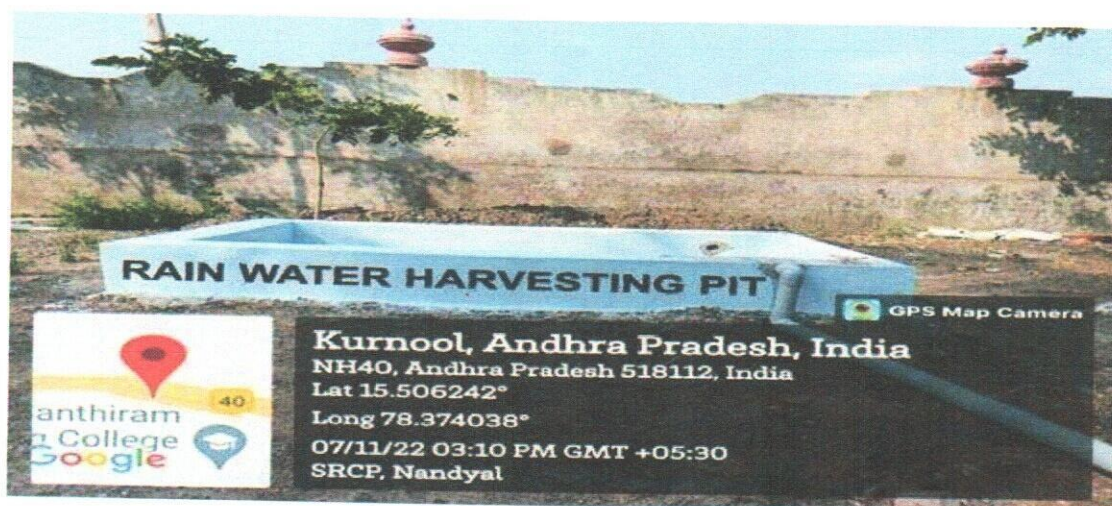 RAIN WATER HARVESTING PIT
GPS Map Camera
Kurnool, Andhra Pradesh, India
NH40, Andhra Pradesh 518112, India
Lat 15.506242°
Long 78.374038°
07/11/22 03:10 PM GMT +05:30
SRCP, Nandyal
40
anthiram
College
Google